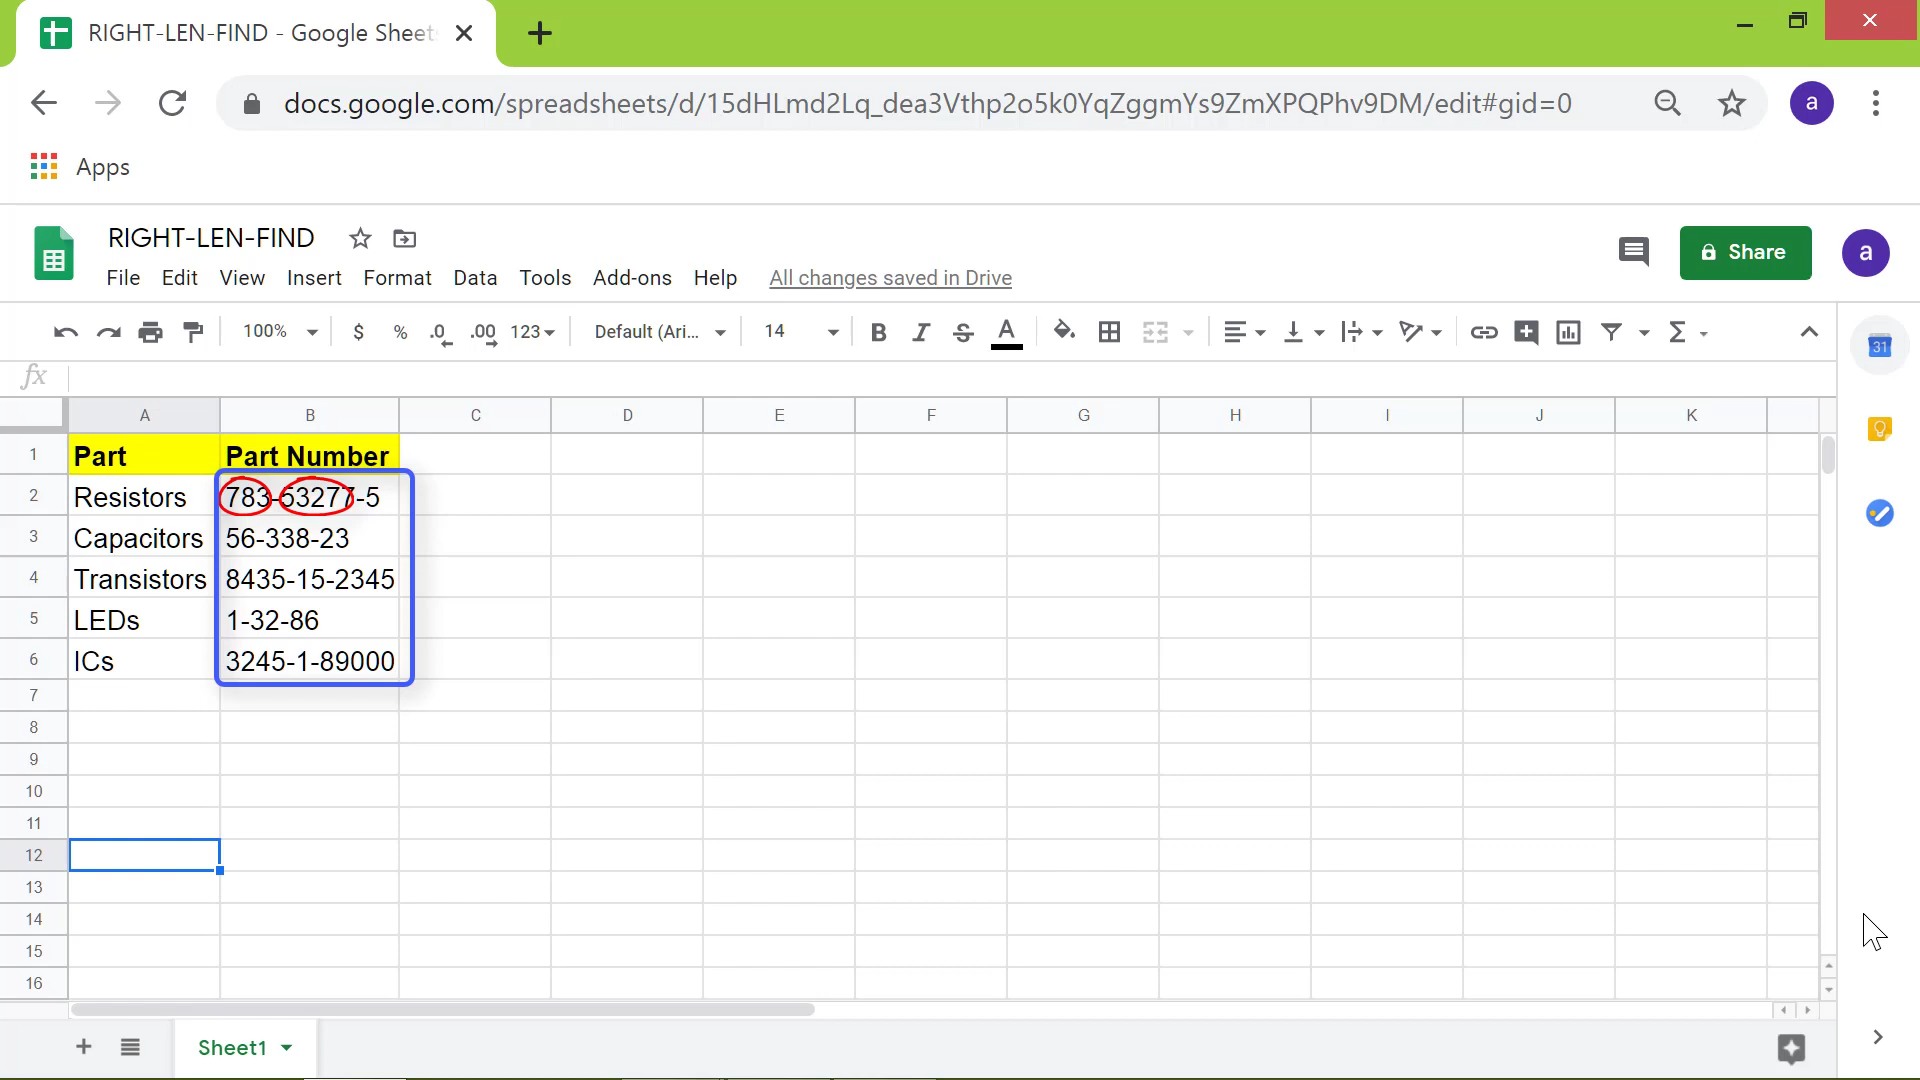 RIGHT-LEN-FIND - Google Sheets
docs.google.com/spreadsheets/d/15dHLmd2Lq_dea3Vthp2o5k0YqZggmYs9ZmXPQPhv9DM/edit#gid=0
a
Apps
RIGHT-LEN-FIND
File Edit View Insert Format Data Tools Add-ons Help All changes saved in Drive
Share
a
100% $ % .0 .00 123 Default (Ari... 14 B I S A Σ
31
fx
A B C D E F G H I J K
1 Part Part Number
2 Resistors 783-53277-5
3 Capacitors 56-338-23
4 Transistors 8435-15-2345
5 LEDs 1-32-86
6 ICs 3245-1-89000
7
8
9
10
11
12
13
14
15
16
Sheet1